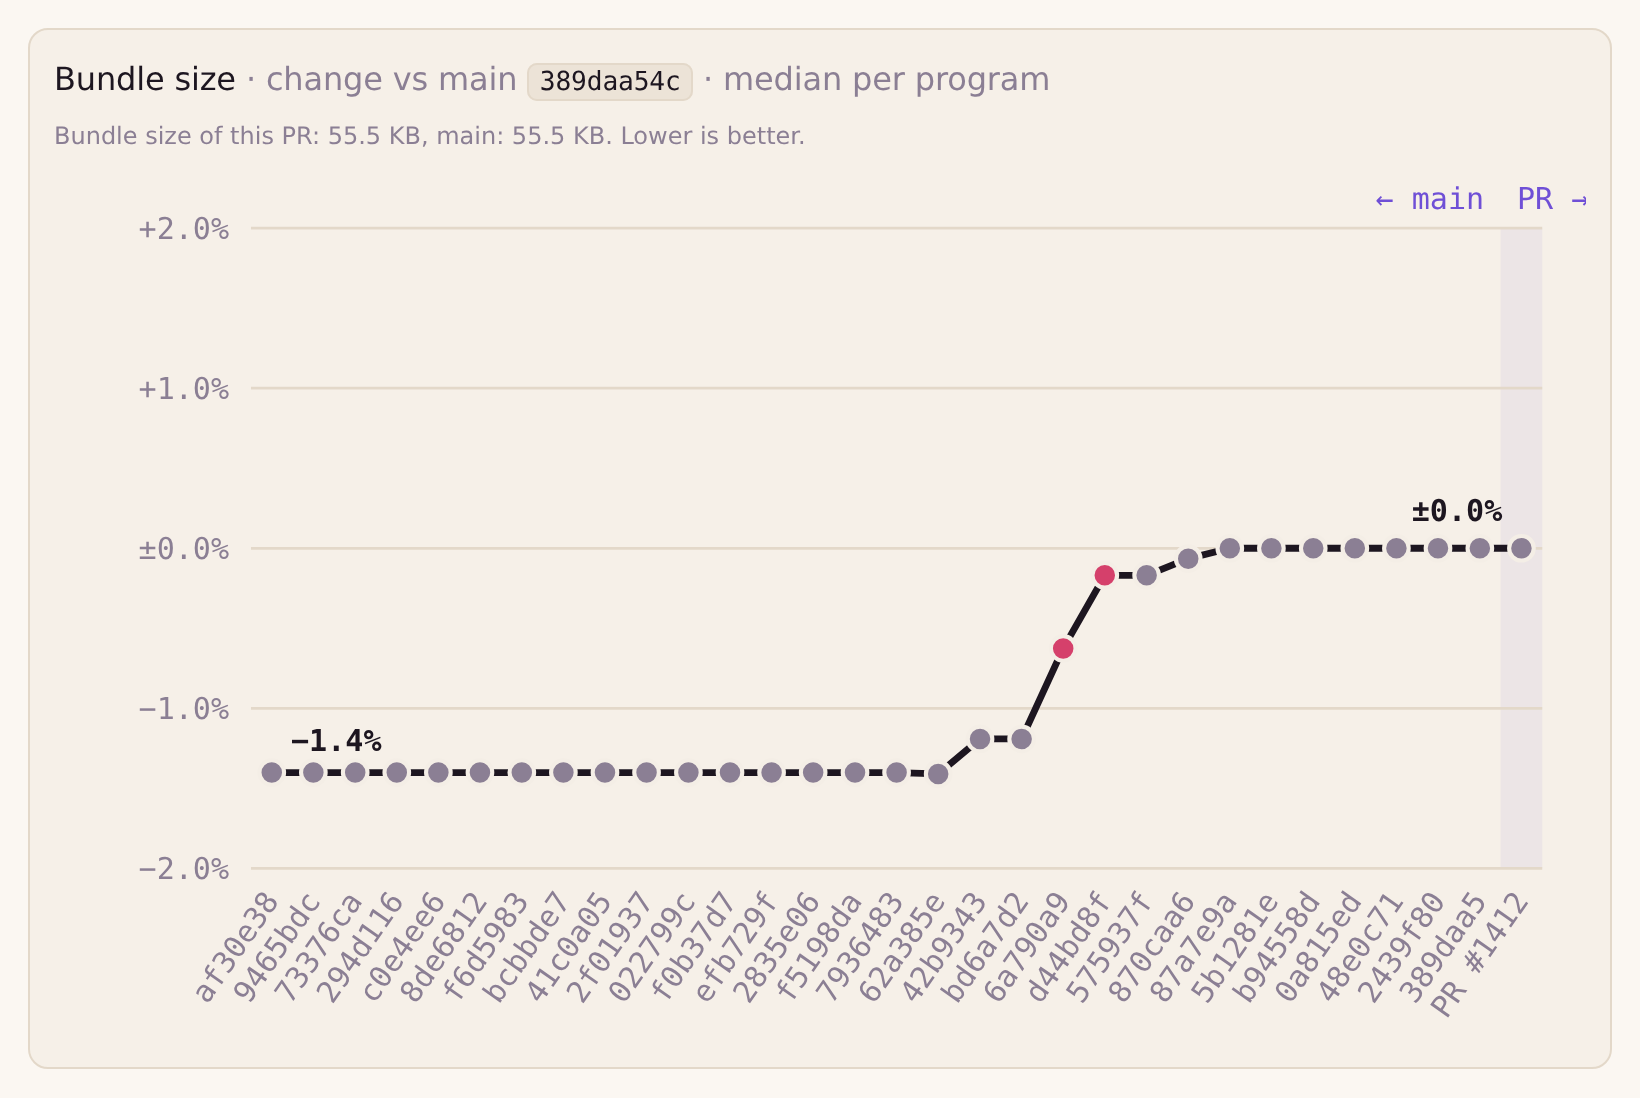 Bundle size · change vs main 389daa54c · median per program
Bundle size of this PR: 55.5 KB, main: 55.5 KB. Lower is better.
← main PR →
+2.0%
+1.0%
±0.0%
−1.0%
−2.0%
±0.0%
−1.4%
af30e38
9465bdc
73376ca
294d116
c0e4ee6
8de6812
f6d5983
bcbbde7
41c0a05
2f01937
022799c
f0b37d7
efb729f
2835e06
f5198da
7936483
62a385e
42b9343
bd6a7d2
6a790a9
d44bd8f
575937f
870caa6
87a7e9a
5b1281e
b9458d
0a815ed
48e0c71
2439f80
389daa5
PR #1412